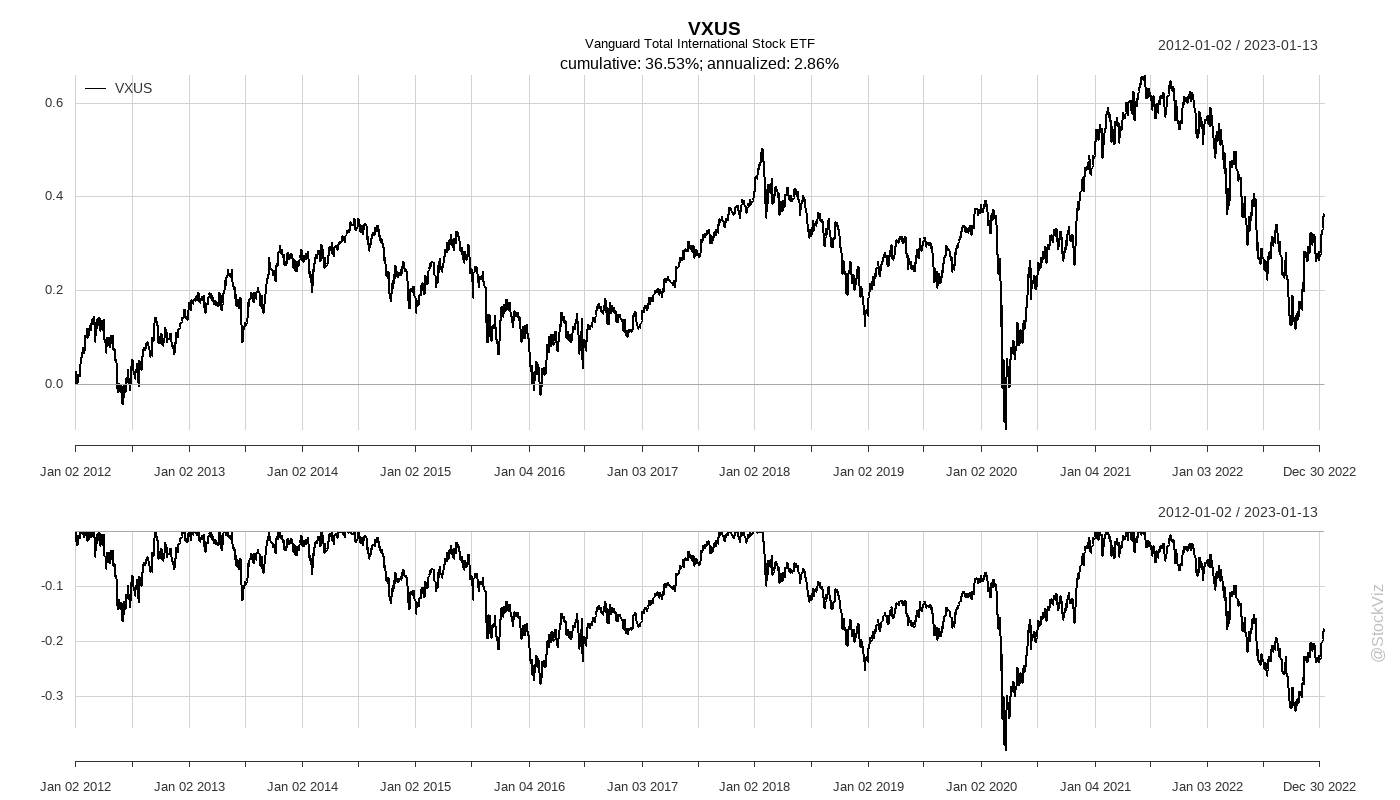 VXUS
Vanguard Total International Stock ETF
2012-01-02 / 2023-01-13
cumulative: 36.53%; annualized: 2.86%
VXUS
0.6
0.4
0.2
0.0
Jan 02 2012 Jan 02 2013 Jan 02 2014 Jan 02 2015 Jan 04 2016 Jan 03 2017 Jan 02 2018 Jan 02 2019 Jan 02 2020 Jan 04 2021 Jan 03 2022 Dec 30 2022
2012-01-02 / 2023-01-13
-0.1
-0.2
-0.3
@StockViz
Jan 02 2012 Jan 02 2013 Jan 02 2014 Jan 02 2015 Jan 04 2016 Jan 03 2017 Jan 02 2018 Jan 02 2019 Jan 02 2020 Jan 04 2021 Jan 03 2022 Dec 30 2022